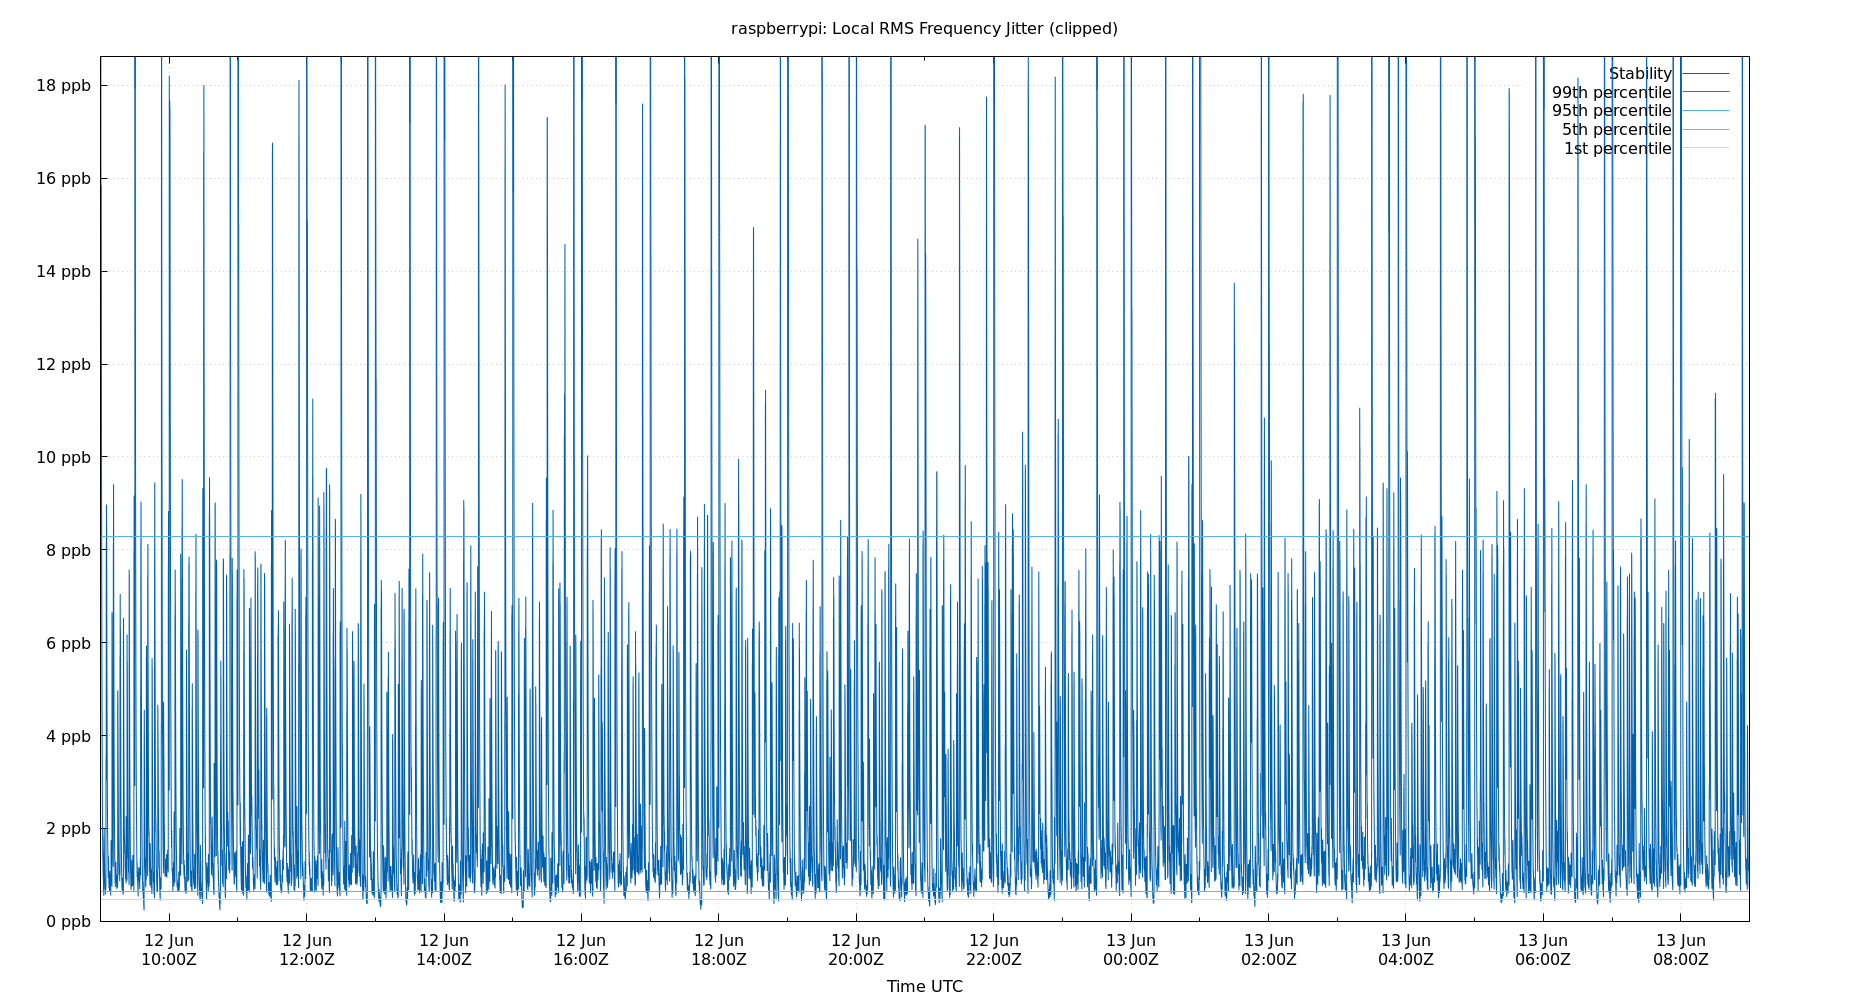 raspberrypi: Local RMS Frequency Jitter (clipped)
Stability
99th percentile
95th percentile
5th percentile
1st percentile
18 ppb
16 ppb
14 ppb
12 ppb
10 ppb
8 ppb
6 ppb
4 ppb
2 ppb
0 ppb
12 Jun 12 Jun 12 Jun 12 Jun 12 Jun 12 Jun 12 Jun 13 Jun 13 Jun 13 Jun 13 Jun 13 Jun
10:00Z 12:00Z 14:00Z 16:00Z 18:00Z 20:00Z 22:00Z 00:00Z 02:00Z 04:00Z 06:00Z 08:00Z
Time UTC